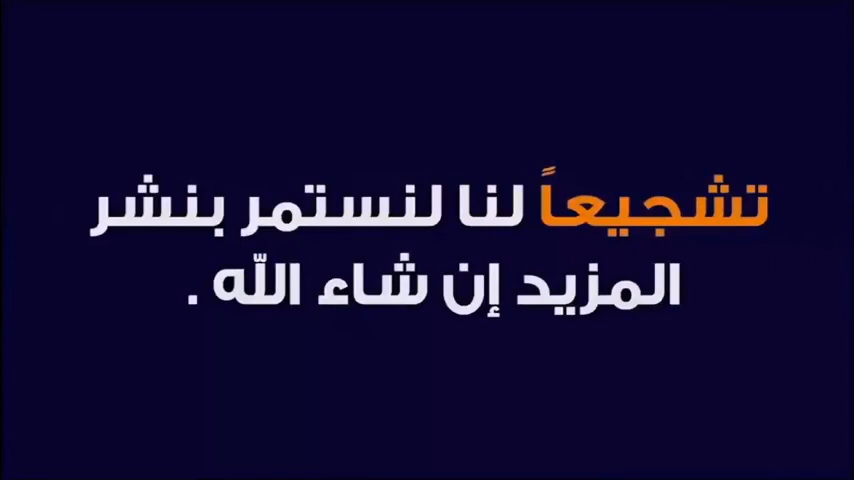 تشجيعاً لنا لنستمر بنشر
المزيد إن شاء الله .